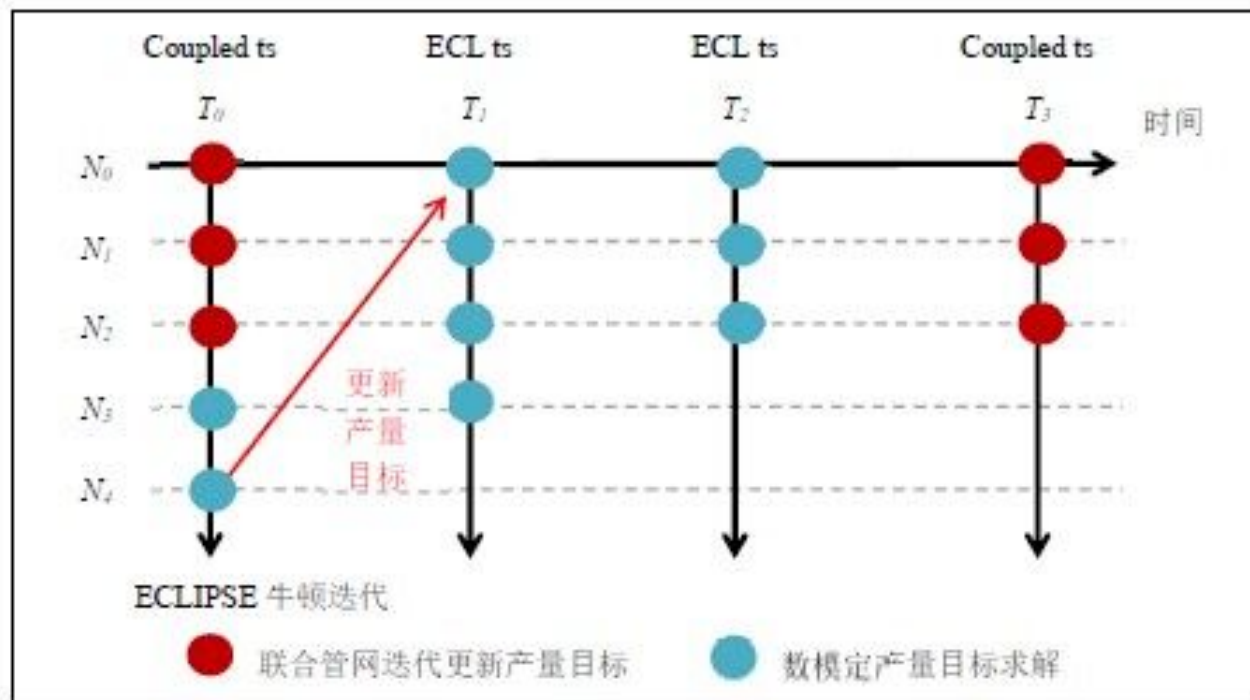 Coupled ts ECL ts ECL ts Coupled ts
T₀ T₁ T₂ T₃
时间
N₀
N₁
N₂
N₃
N₄
更新
产量
目标
ECLIPSE 牛顿迭代
联合管网迭代更新产量目标 数模定产量目标求解